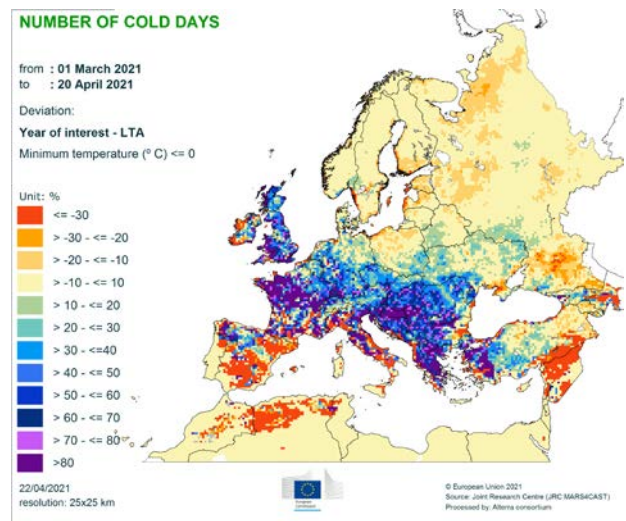 NUMBER OF COLD DAYS
from : 01 March 2021
to : 20 April 2021
Deviation:
Year of interest - LTA
Minimum temperature (º C) <= 0
Unit: %
<= -30
> -30 - <= -20
> -20 - <= -10
> -10 - <= 10
> 10 - <= 20
> 20 - <= 30
> 30 - <=40
> 40 - <= 50
> 50 - <= 60
> 60 - <= 70
> 70 - <= 80
>80
22/04/2021
resolution: 25x25 km
European
Commission
© European Union 2021
Source: Joint Research Centre (JRC MARS4CAST)
Processed by: Alterra consortium